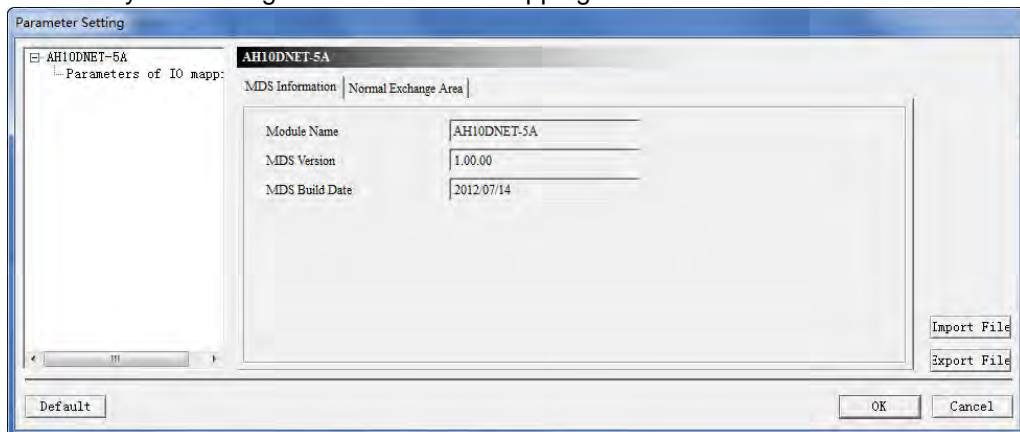 Parameter Setting
AH10DNET-5A
Parameters of IO mapp:
AH10DNET-5A
MDS Information
Normal Exchange Area
Module Name
AH10DNET-5A
MDS Version
1.00.00
MDS Build Date
2012/07/14
Import File
Export File
Default
OK
Cancel